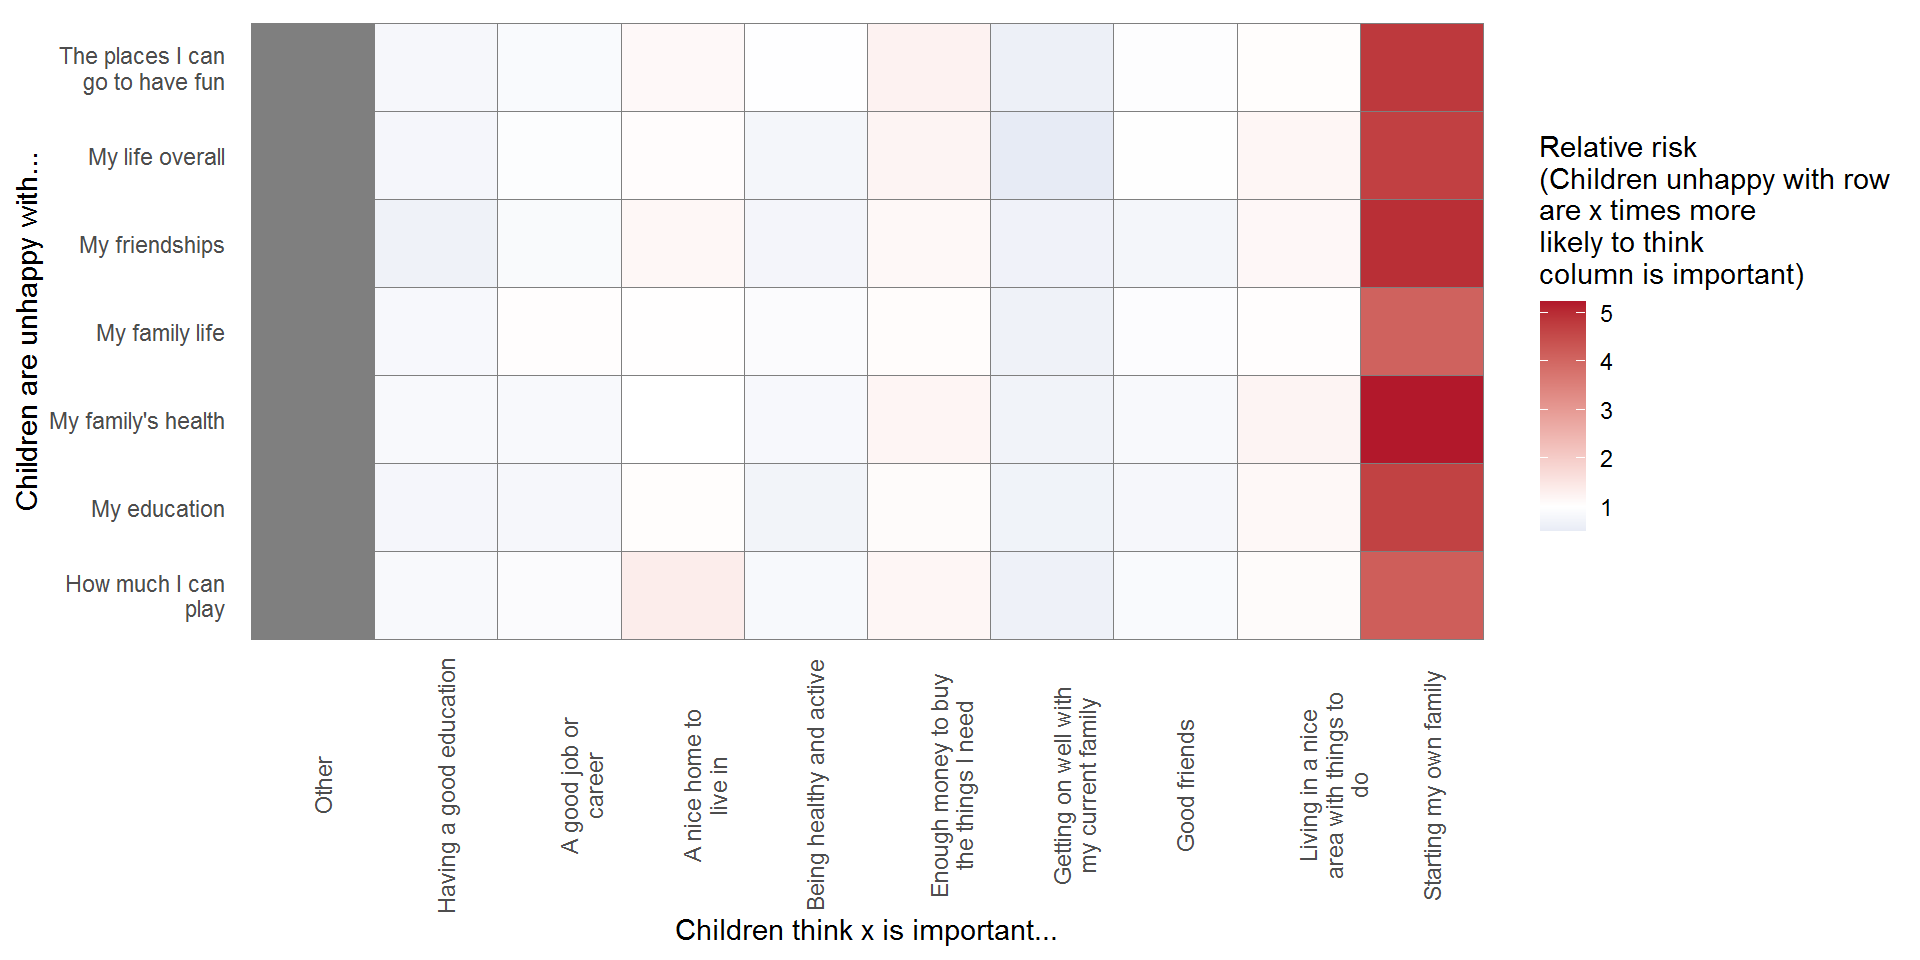 The places I can
go to have fun
My life overall
My friendships
My family life
My family's health
My education
How much I can
play
Children are unhappy with...
Other
Having a good education
A good job or
career
A nice home to
live in
Being healthy and active
Enough money to buy
the things I need
Getting on well with
my current family
Good friends
Living in a nice
area with things to
do
Starting my own family
Children think x is important...
Relative risk
(Children unhappy with row
are x times more
likely to think
column is important)
5
4
3
2
1